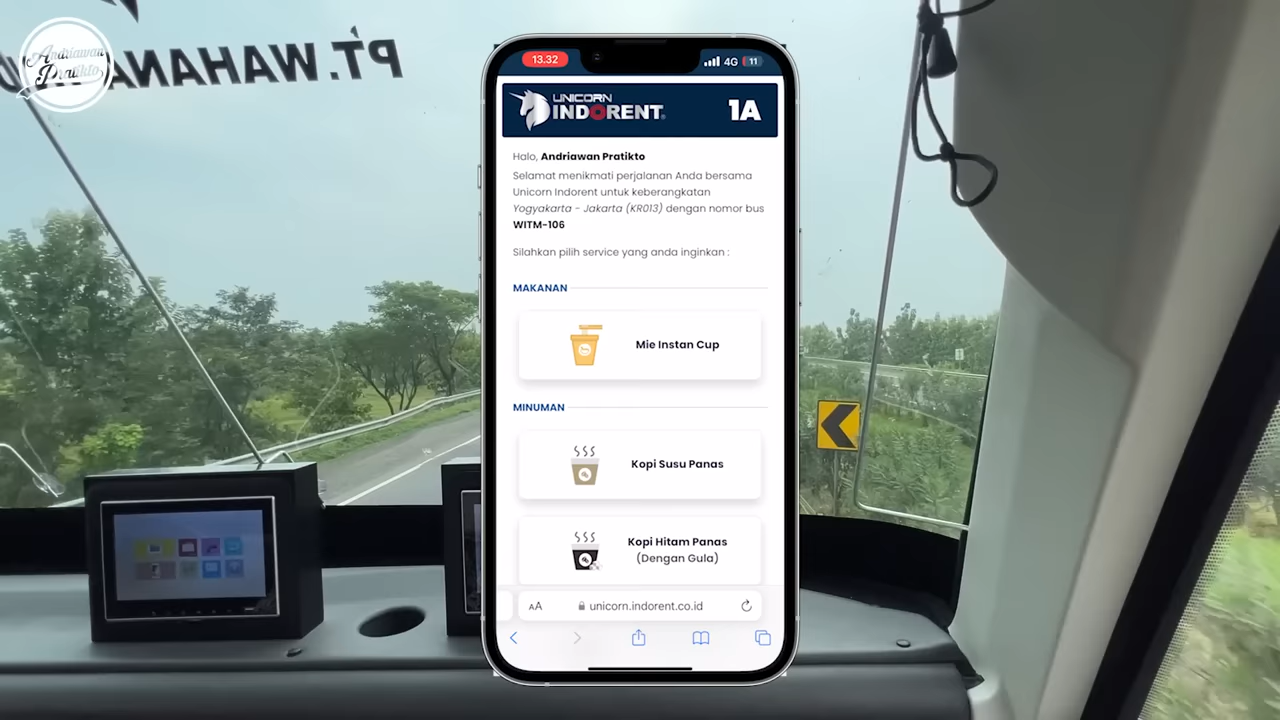 Andriawan
Pratikto
PT. WAHANA
13.32
4G
11
UNICORN
INDORENT
1A
Halo, Andriawan Pratikto
Selamat menikmati perjalanan Anda bersama
Unicorn Indorent untuk keberangkatan
Yogyakarta - Jakarta (KR013) dengan nomor bus
WITM-106
Silahkan pilih service yang anda inginkan :
MAKANAN
Mie Instan Cup
MINUMAN
Kopi Susu Panas
Kopi Hitam Panas
(Dengan Gula)
AA
unicorn.indorent.co.id